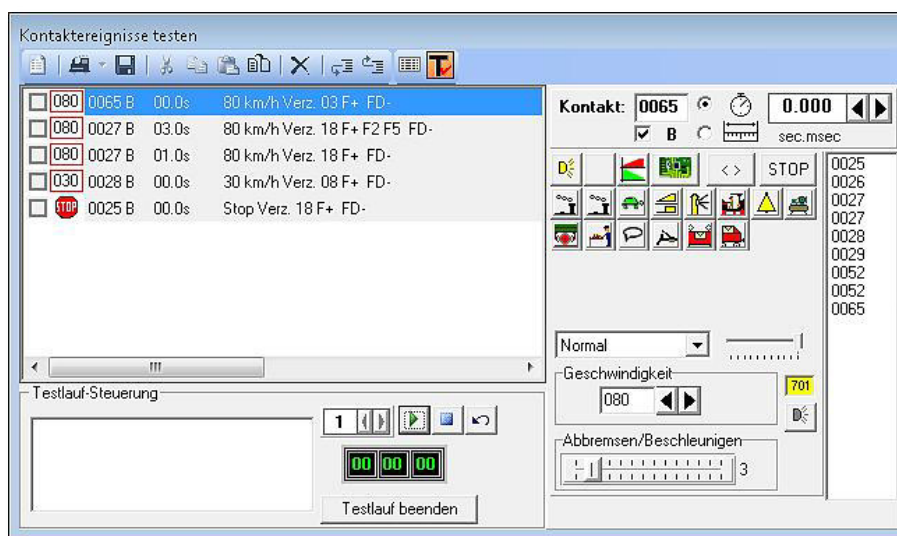 Kontaktereignisse testen
080 0065 B 00.0s 80 km/h Verz. 03 F+ FD-
080 0027 B 03.0s 80 km/h Verz. 18 F+ F2 F5 FD-
080 0027 B 01.0s 80 km/h Verz. 18 F+ FD-
030 0028 B 00.0s 30 km/h Verz. 08 F+ FD-
STOP 0025 B 00.0s Stop Verz. 18 F+ FD-
Kontakt: 0065 0.000
B sec.msec
< > STOP
0025
0026
0027
0027
0028
0029
0052
0052
0065
Normal
Geschwindigkeit
080
701
Abbremsen/Beschleunigen
3
Testlauf-Steuerung
1
00 00 00
Testlauf beenden